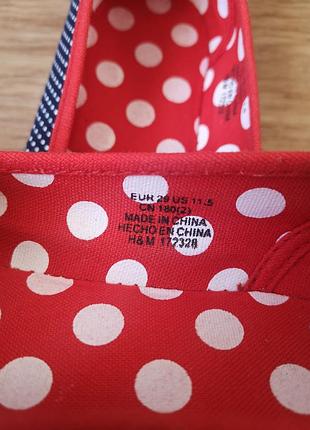 EUR 29 US 11.5
CN 180(2)
MADE IN CHINA
HECHO EN CHINA
H&M 172328